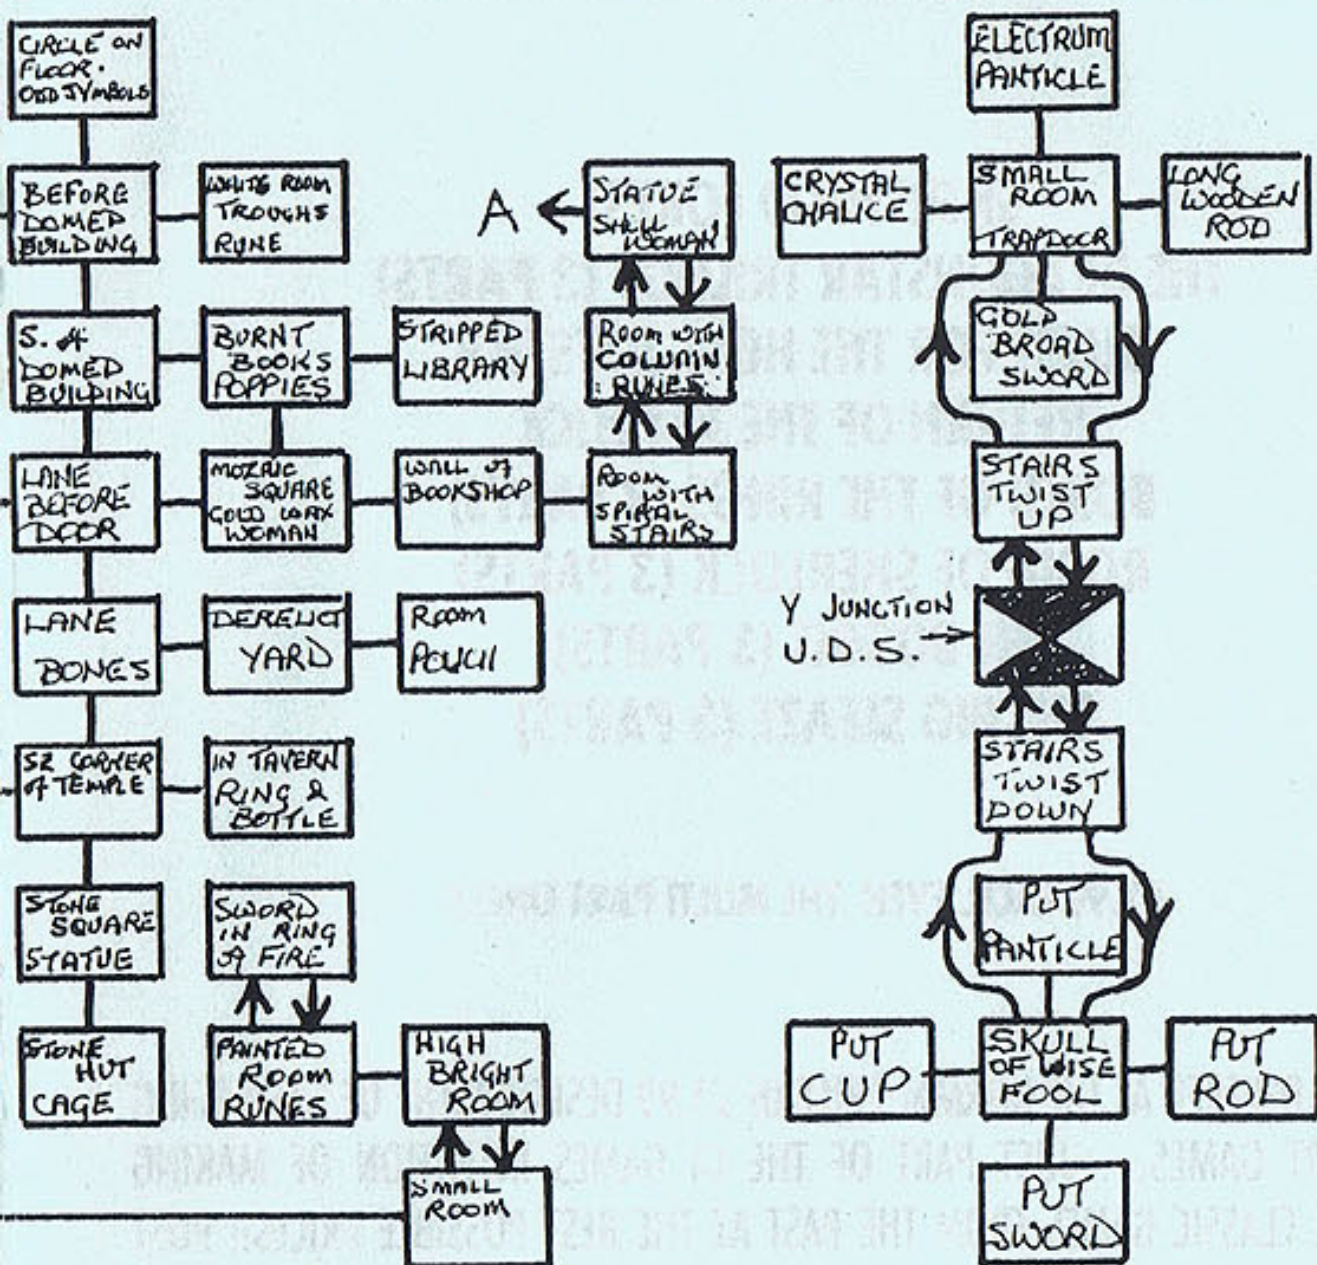 CIRCLE ON
FLOOR.
ODD SYMBOLS
ELECTRUM
PANTICLE
BEFORE
DOMED
BUILDING
WHITE ROOM
TROUGHS
RUNE
A
STATUE
SKULL,
WOMAN
CRYSTAL
CHALICE
SMALL
ROOM
TRAPDOOR
LONG
WOODEN
ROD
S. of
DOMED
BUILDING
BURNT
BOOKS
POPPIES
STRIPPED
LIBRARY
ROOM WITH
COLUMN
RUNES
GOLD
BROAD
SWORD
LANE
BEFORE
DOOR
MOZAIC
SQUARE
GOLD WAX
WOMAN
WALL of
BOOKSHOP
ROOM
WITH
SPIRAL
STAIRS
STAIRS
TWIST
UP
LANE
BONES
DERELICT
YARD
ROOM
POUCH
Y JUNCTION
U.D.S.
SE CORNER
of TEMPLE
IN TAVERN
RING &
BOTTLE
STAIRS
TWIST
DOWN
STONE
SQUARE
STATUE
SWORD
IN RING
of FIRE
PUT
PANTICLE
STONE
HUT
CAGE
PAINTED
ROOM
RUNES
HIGH
BRIGHT
ROOM
PUT
CUP
SKULL
OF WISE
FOOL
PUT
ROD
SMALL
ROOM
PUT
SWORD